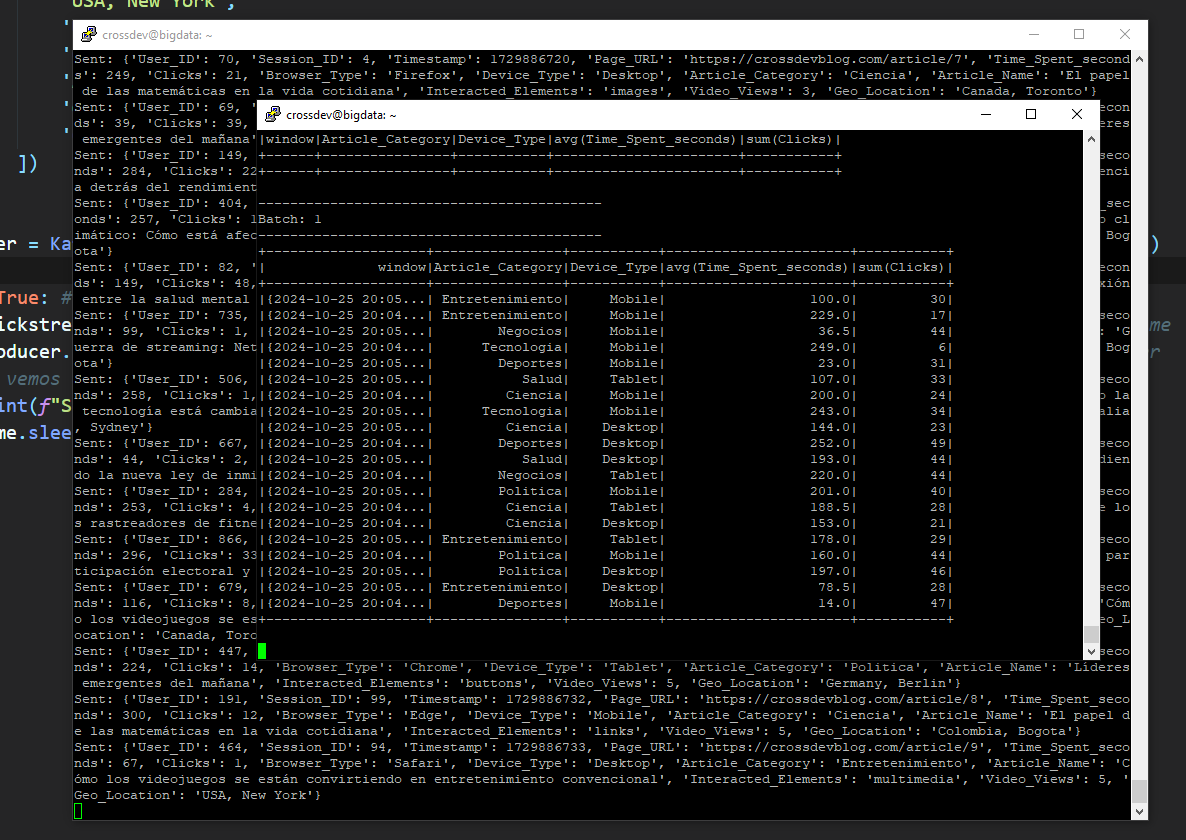 USA, New York',
])
er = Ka
)
True: #
ickstre
me
oducer.
r
vemos
int(f"S
me.slee
crossdev@bigdata: ~
Sent: {'User_ID': 70, 'Session_ID': 4, 'Timestamp': 1729886720, 'Page_URL': 'https://crossdevblog.com/article/7', 'Time_Spent_second
s': 249, 'Clicks': 21, 'Browser_Type': 'Firefox', 'Device_Type': 'Desktop', 'Article_Category': 'Ciencia', 'Article_Name': 'El papel
de las matemáticas en la vida cotidiana', 'Interacted_Elements': 'images', 'Video_Views': 3, 'Geo_Location': 'Canada, Toronto'}
Sent: {'User_ID': 69, '
nds': 39, 'Clicks': 39,
emergentes del mañana'
Sent: {'User_ID': 149,
nds': 284, 'Clicks': 22
a detrás del rendimient
Sent: {'User_ID': 404,
onds': 257, 'Clicks': 1
imático: Cómo está afec
ota'}
Sent: {'User_ID': 82, '
ds': 149, 'Clicks': 48,
entre la salud mental
Sent: {'User_ID': 735,
nds': 99, 'Clicks': 1,
uerra de streaming: Net
ota'}
Sent: {'User_ID': 506,
nds': 258, 'Clicks': 1,
tecnología está cambia
, Sydney'}
Sent: {'User_ID': 667,
nds': 44, 'Clicks': 2,
do la nueva ley de inmi
Sent: {'User_ID': 284,
nds': 253, 'Clicks': 4,
s rastreadores de fitne
Sent: {'User_ID': 866,
nds': 296, 'Clicks': 33
ticipación electoral y
Sent: {'User_ID': 679,
nds': 116, 'Clicks': 8,
o los videojuegos se es
ocation': 'Canada, Toro
Sent: {'User_ID': 447,
nds': 224, 'Clicks': 14, 'Browser_Type': 'Chrome', 'Device_Type': 'Tablet', 'Article_Category': 'Politica', 'Article_Name': 'Líderes
emergentes del mañana', 'Interacted_Elements': 'buttons', 'Video_Views': 5, 'Geo_Location': 'Germany, Berlin'}
Sent: {'User_ID': 191, 'Session_ID': 99, 'Timestamp': 1729886732, 'Page_URL': 'https://crossdevblog.com/article/8', 'Time_Spent_seco
nds': 300, 'Clicks': 12, 'Browser_Type': 'Edge', 'Device_Type': 'Mobile', 'Article_Category': 'Ciencia', 'Article_Name': 'El papel d
e las matemáticas en la vida cotidiana', 'Interacted_Elements': 'links', 'Video_Views': 5, 'Geo_Location': 'Colombia, Bogota'}
Sent: {'User_ID': 464, 'Session_ID': 94, 'Timestamp': 1729886733, 'Page_URL': 'https://crossdevblog.com/article/9', 'Time_Spent_seco
nds': 67, 'Clicks': 1, 'Browser_Type': 'Safari', 'Device_Type': 'Desktop', 'Article_Category': 'Entretenimiento', 'Article_Name': 'C
ómo los videojuegos se están convirtiendo en entretenimiento convencional', 'Interacted_Elements': 'multimedia', 'Video_Views': 5, '
Geo_Location': 'USA, New York'}
crossdev@bigdata: ~
|window|Article_Category|Device_Type|avg(Time_Spent_seconds)|sum(Clicks)|
+------+----------------+-----------+-----------------------+-----------+
+------+----------------+-----------+-----------------------+-----------+
-------------------------------------------
Batch: 1
-------------------------------------------
+--------------------+----------------+-----------+-----------------------+-----------+
|              window|Article_Category|Device_Type|avg(Time_Spent_seconds)|sum(Clicks)|
+--------------------+----------------+-----------+-----------------------+-----------+
|{2024-10-25 20:05...| Entretenimiento|     Mobile|                  100.0|         30|
|{2024-10-25 20:04...| Entretenimiento|     Mobile|                  229.0|         17|
|{2024-10-25 20:05...|        Negocios|     Mobile|                   36.5|         44|
|{2024-10-25 20:04...|      Tecnologia|     Mobile|                  249.0|          6|
|{2024-10-25 20:04...|        Deportes|     Mobile|                   23.0|         31|
|{2024-10-25 20:05...|           Salud|     Tablet|                  107.0|         33|
|{2024-10-25 20:05...|         Ciencia|     Mobile|                  200.0|         24|
|{2024-10-25 20:05...|      Tecnologia|     Mobile|                  243.0|         34|
|{2024-10-25 20:05...|         Ciencia|    Desktop|                  144.0|         23|
|{2024-10-25 20:05...|        Deportes|    Desktop|                  252.0|         49|
|{2024-10-25 20:05...|           Salud|    Desktop|                  193.0|         44|
|{2024-10-25 20:04...|        Negocios|     Tablet|                  220.0|         44|
|{2024-10-25 20:05...|        Politica|     Mobile|                  201.0|         40|
|{2024-10-25 20:04...|         Ciencia|     Tablet|                  188.5|         28|
|{2024-10-25 20:04...|         Ciencia|    Desktop|                  153.0|         21|
|{2024-10-25 20:05...| Entretenimiento|     Tablet|                  178.0|         29|
|{2024-10-25 20:04...|        Politica|     Mobile|                  160.0|         44|
|{2024-10-25 20:05...|        Politica|    Desktop|                  197.0|         46|
|{2024-10-25 20:04...| Entretenimiento|    Desktop|                   78.5|         28|
|{2024-10-25 20:04...|        Deportes|     Mobile|                   14.0|         47|
+--------------------+----------------+-----------+-----------------------+-----------+